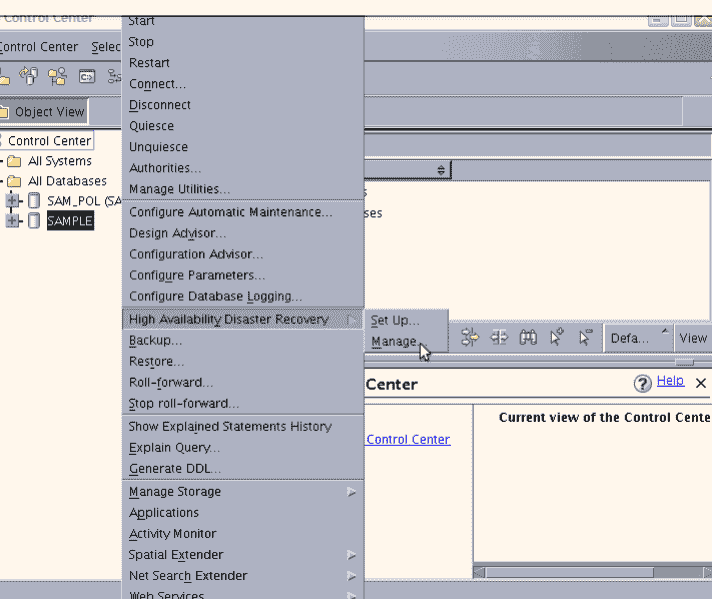 Control Center
Control Center Selec
Object View
Control Center
All Systems
All Databases
SAM_POL (SA
SAMPLE
Start
Stop
Restart
Connect...
Disconnect
Quiesce
Unquiesce
Authorities...
Manage Utilities...
Configure Automatic Maintenance...
Design Advisor...
Configuration Advisor...
Configure Parameters...
Configure Database Logging...
High Availability Disaster Recovery
Backup...
Restore...
Roll-forward...
Stop roll-forward...
Show Explained Statements History
Explain Query...
Generate DDL...
Manage Storage
Applications
Activity Monitor
Spatial Extender
Net Search Extender
Web Services
Set Up...
Manage...
s
ses
Defa... View
Center
Help
Control Center
Current view of the Control Cente